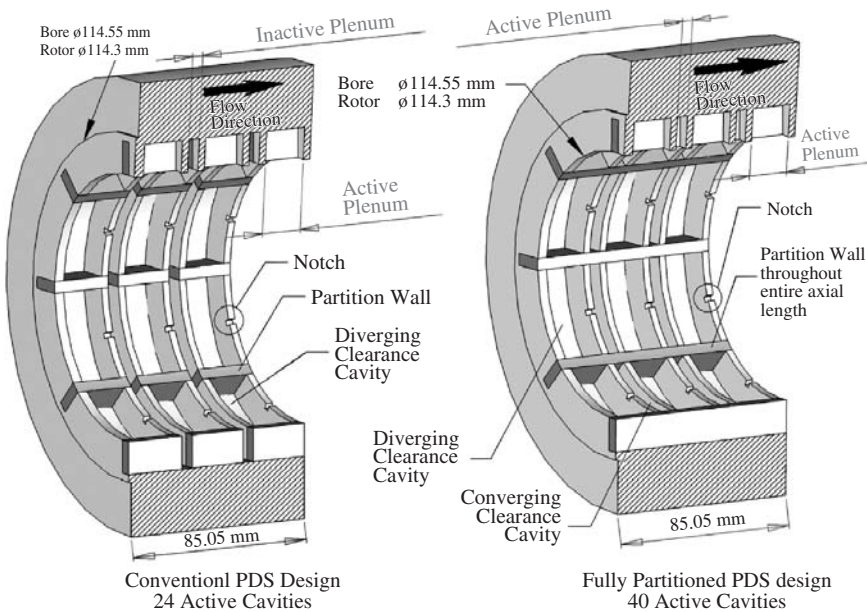 Bore ø114.55 mm
Rotor ø114.3 mm
Inactive Plenum
Flow
Direction
Active
Plenum
Notch
Partition Wall
Diverging
Clearance
Cavity
85.05 mm
Conventionl PDS Design
24 Active Cavities
Active Plenum
Bore ø114.55 mm
Rotor ø114.3 mm
Flow
Direction
Active
Plenum
Notch
Partition Wall
throughout
entire axial
length
Diverging
Clearance
Cavity
Converging
Clearance
Cavity
85.05 mm
Fully Partitioned PDS design
40 Active Cavities